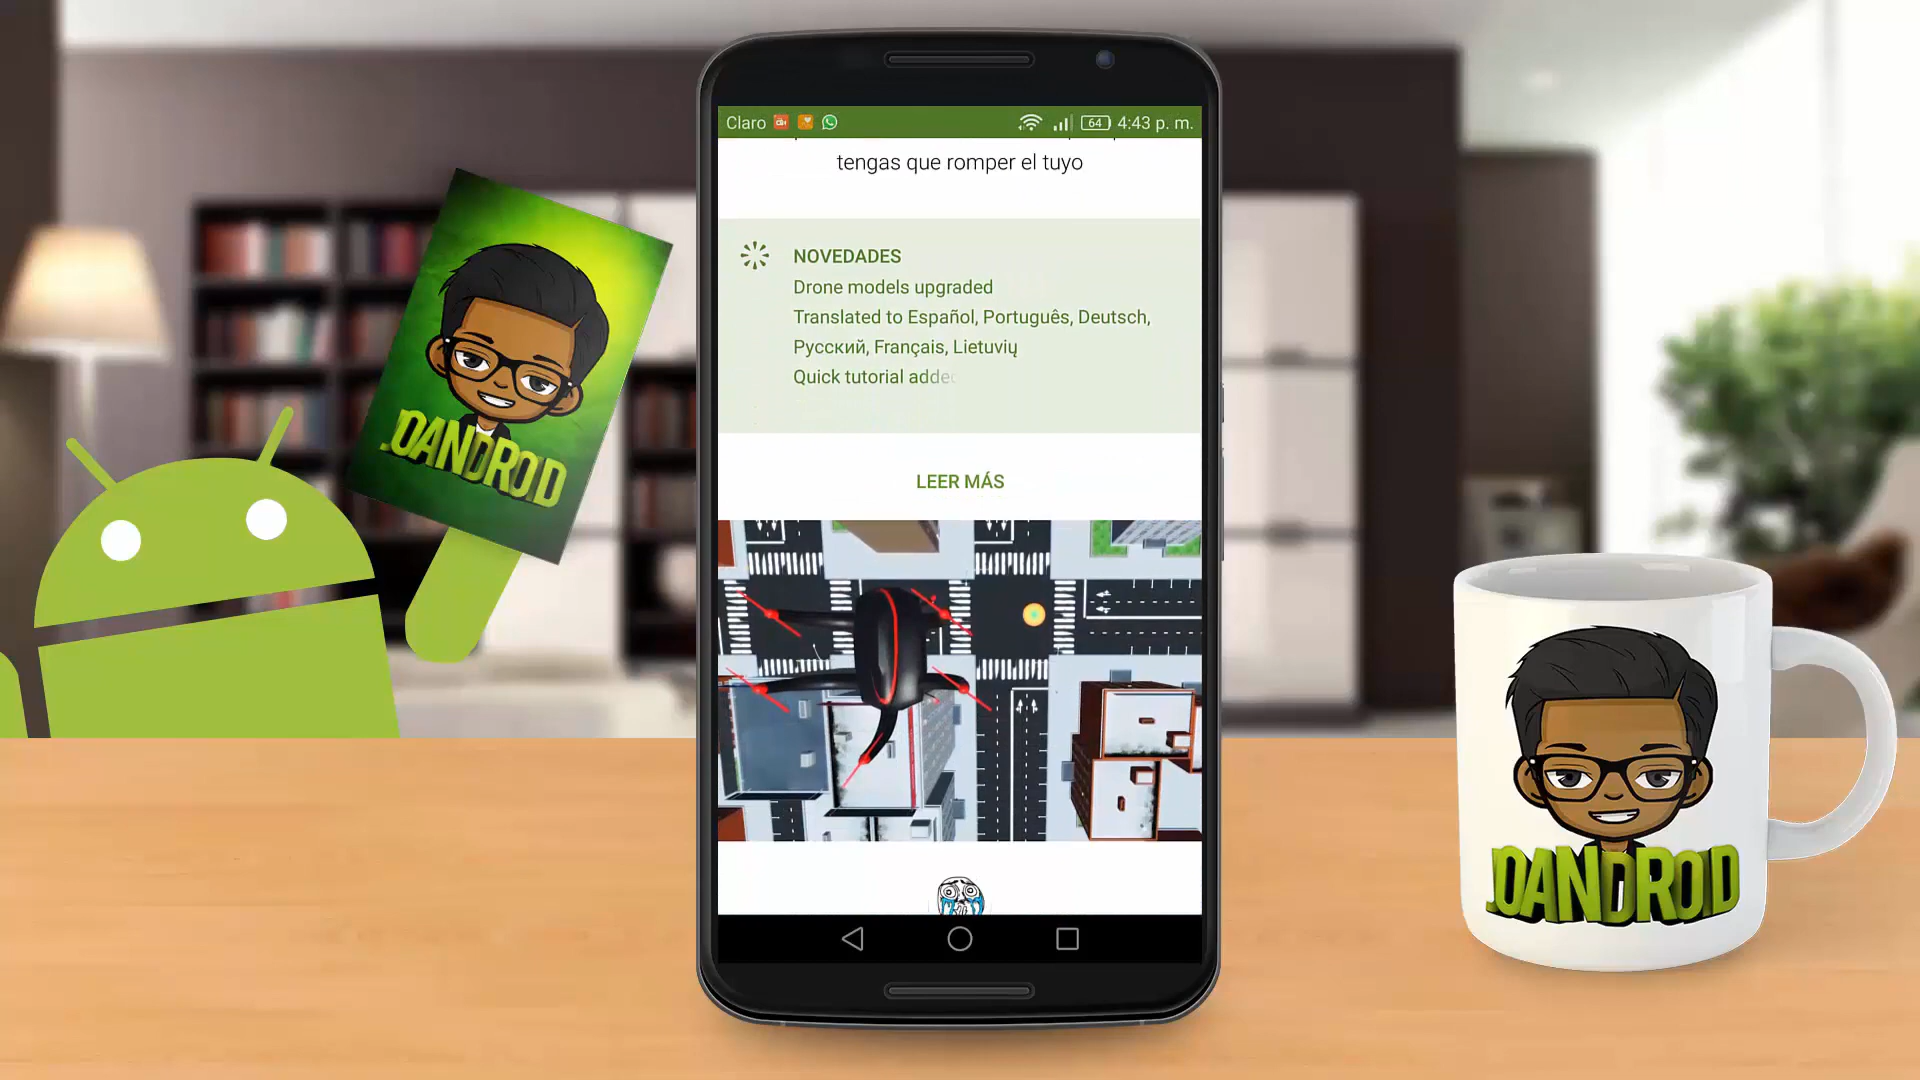 Claro
64
4:43 p. m.
tengas que romper el tuyo
NOVEDADES
Drone models upgraded
Translated to Español, Português, Deutsch,
Русский, Français, Lietuvių
Quick tutorial added
LEER MÁS
JOANDROID
JOANDROID